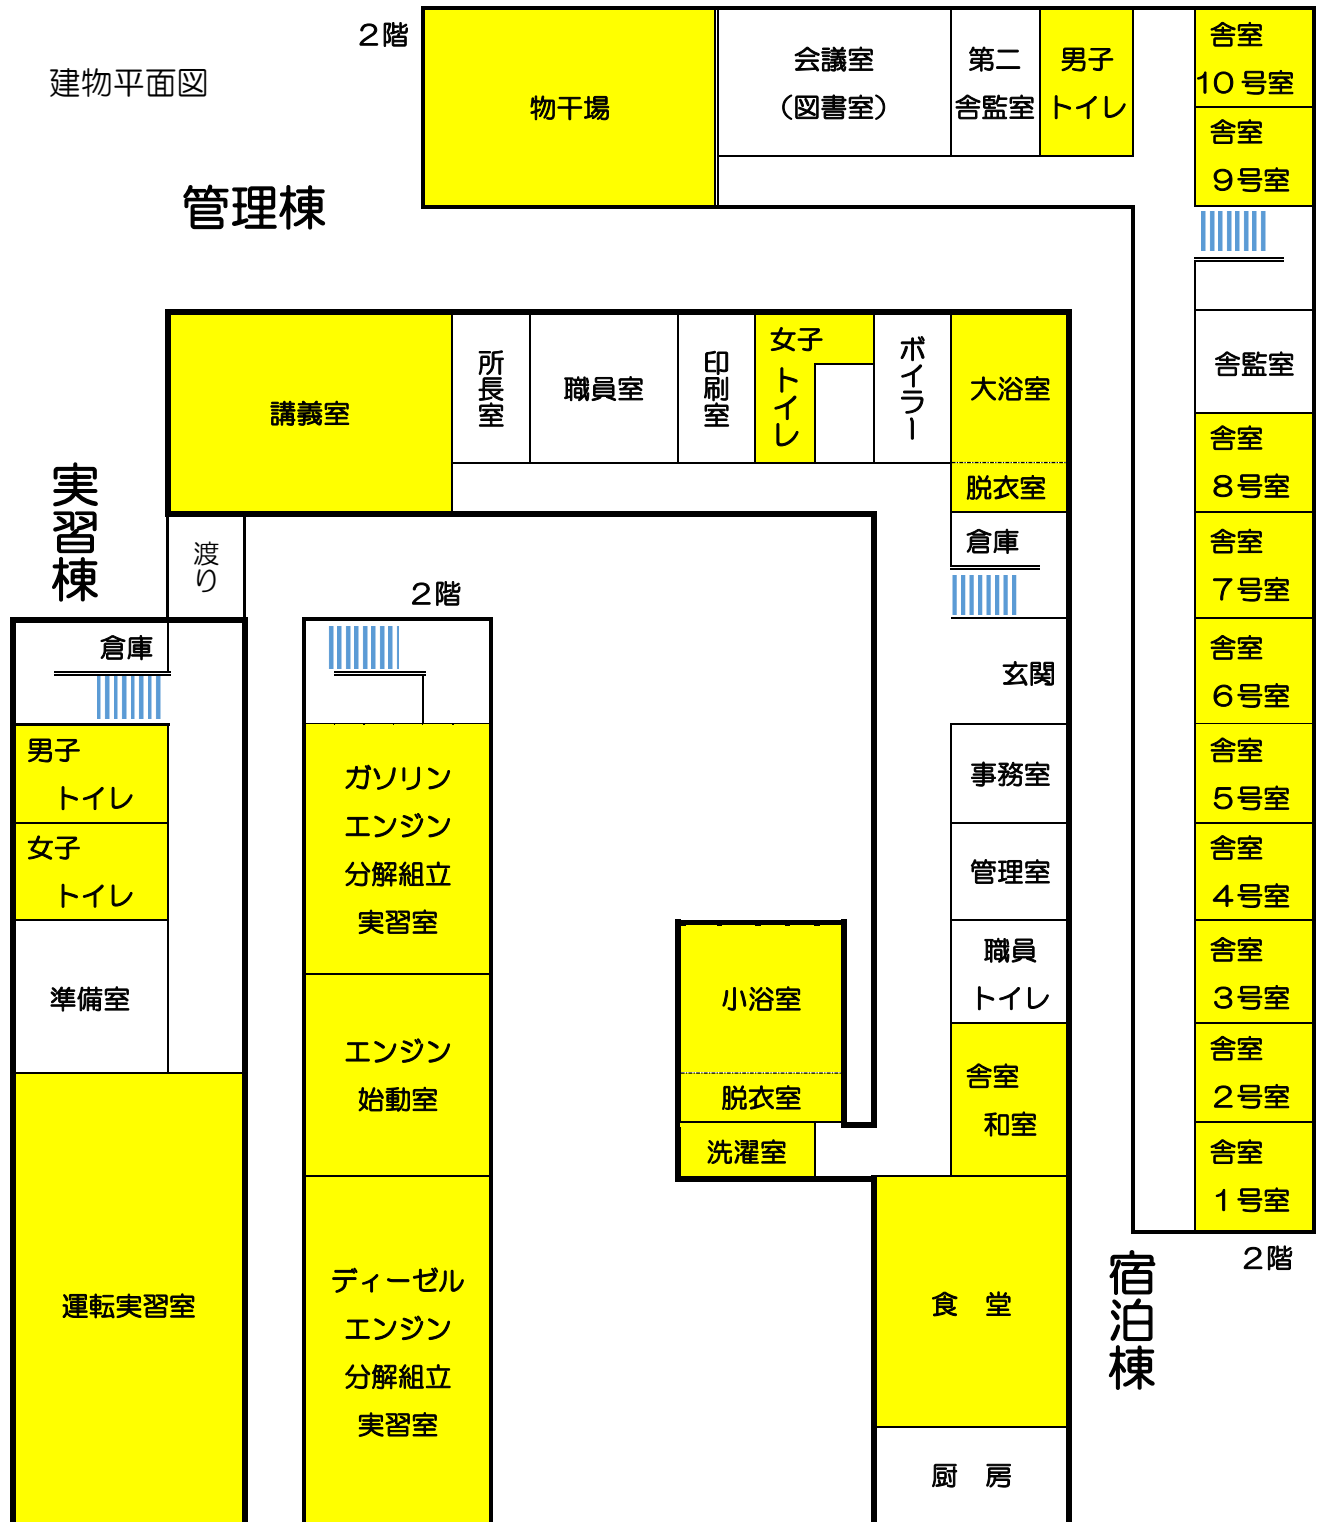 ２階
建物平面図
物干場
会議室
（図書室）
第二
舎監室
男子
トイレ
舎室
10号室
舎室
９号室
管理棟
舎監室
講義室
所長室
職員室
印刷室
女子
トイレ
ボイラー
大浴室
脱衣室
倉庫
玄関
事務室
管理室
職員
トイレ
舎室
和室
食　堂
厨　房
舎室
８号室
舎室
７号室
舎室
６号室
舎室
５号室
舎室
４号室
舎室
３号室
舎室
２号室
舎室
１号室
２階
宿泊棟
実習棟
渡り
倉庫
男子
トイレ
女子
トイレ
準備室
運転実習室
２階
ガソリン
エンジン
分解組立
実習室
エンジン
始動室
ディーゼル
エンジン
分解組立
実習室
小浴室
脱衣室
洗濯室